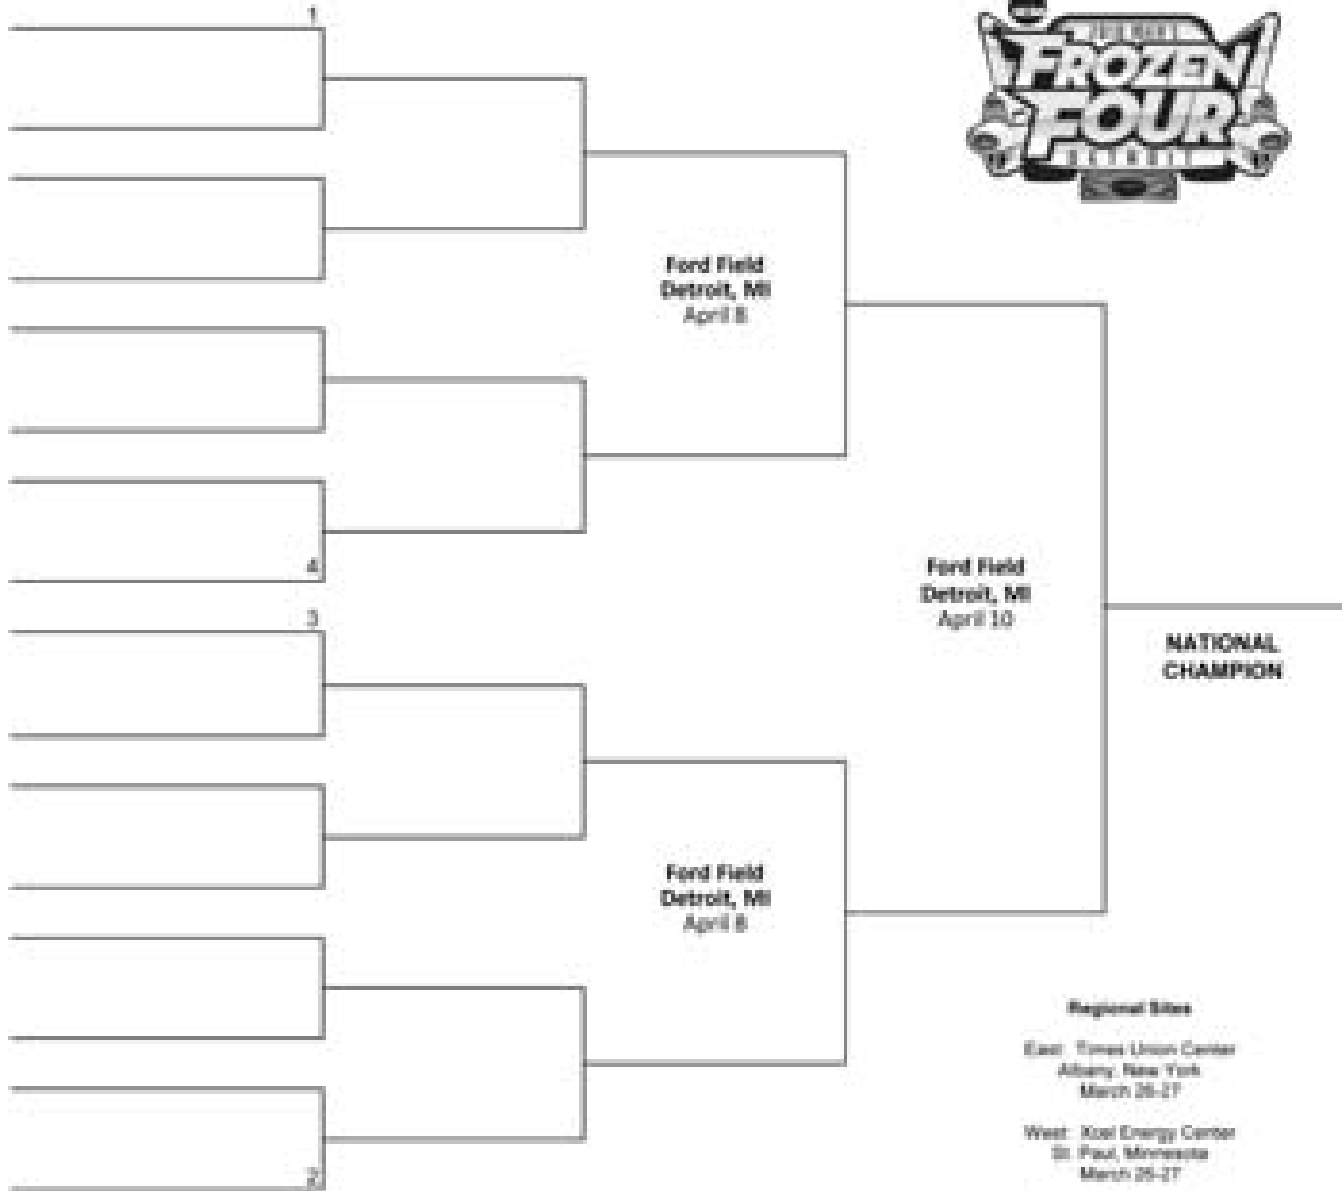 1
FROZEN
FOUR
DETROIT
Ford Field
Detroit, MI
April 8
4
Ford Field
Detroit, MI
April 10
3
NATIONAL
CHAMPION
Ford Field
Detroit, MI
April 8
Regional Sites
East: Times Union Center
Albany, New York
March 26-27
2
West: Xcel Energy Center
St. Paul, Minnesota
March 26-27